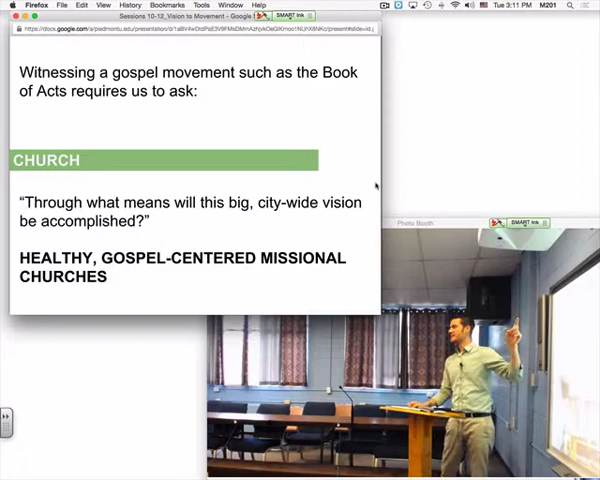 Firefox File Edit View History Bookmarks Tools Window Help Tue 3:11 PM M201
Sessions 10-12_Vision to Movement - Google
SMART Ink
Witnessing a gospel movement such as the Book
of Acts requires us to ask:
CHURCH
“Through what means will this big, city-wide vision
be accomplished?”
HEALTHY, GOSPEL-CENTERED MISSIONAL
CHURCHES
Photo Booth
SMART Ink